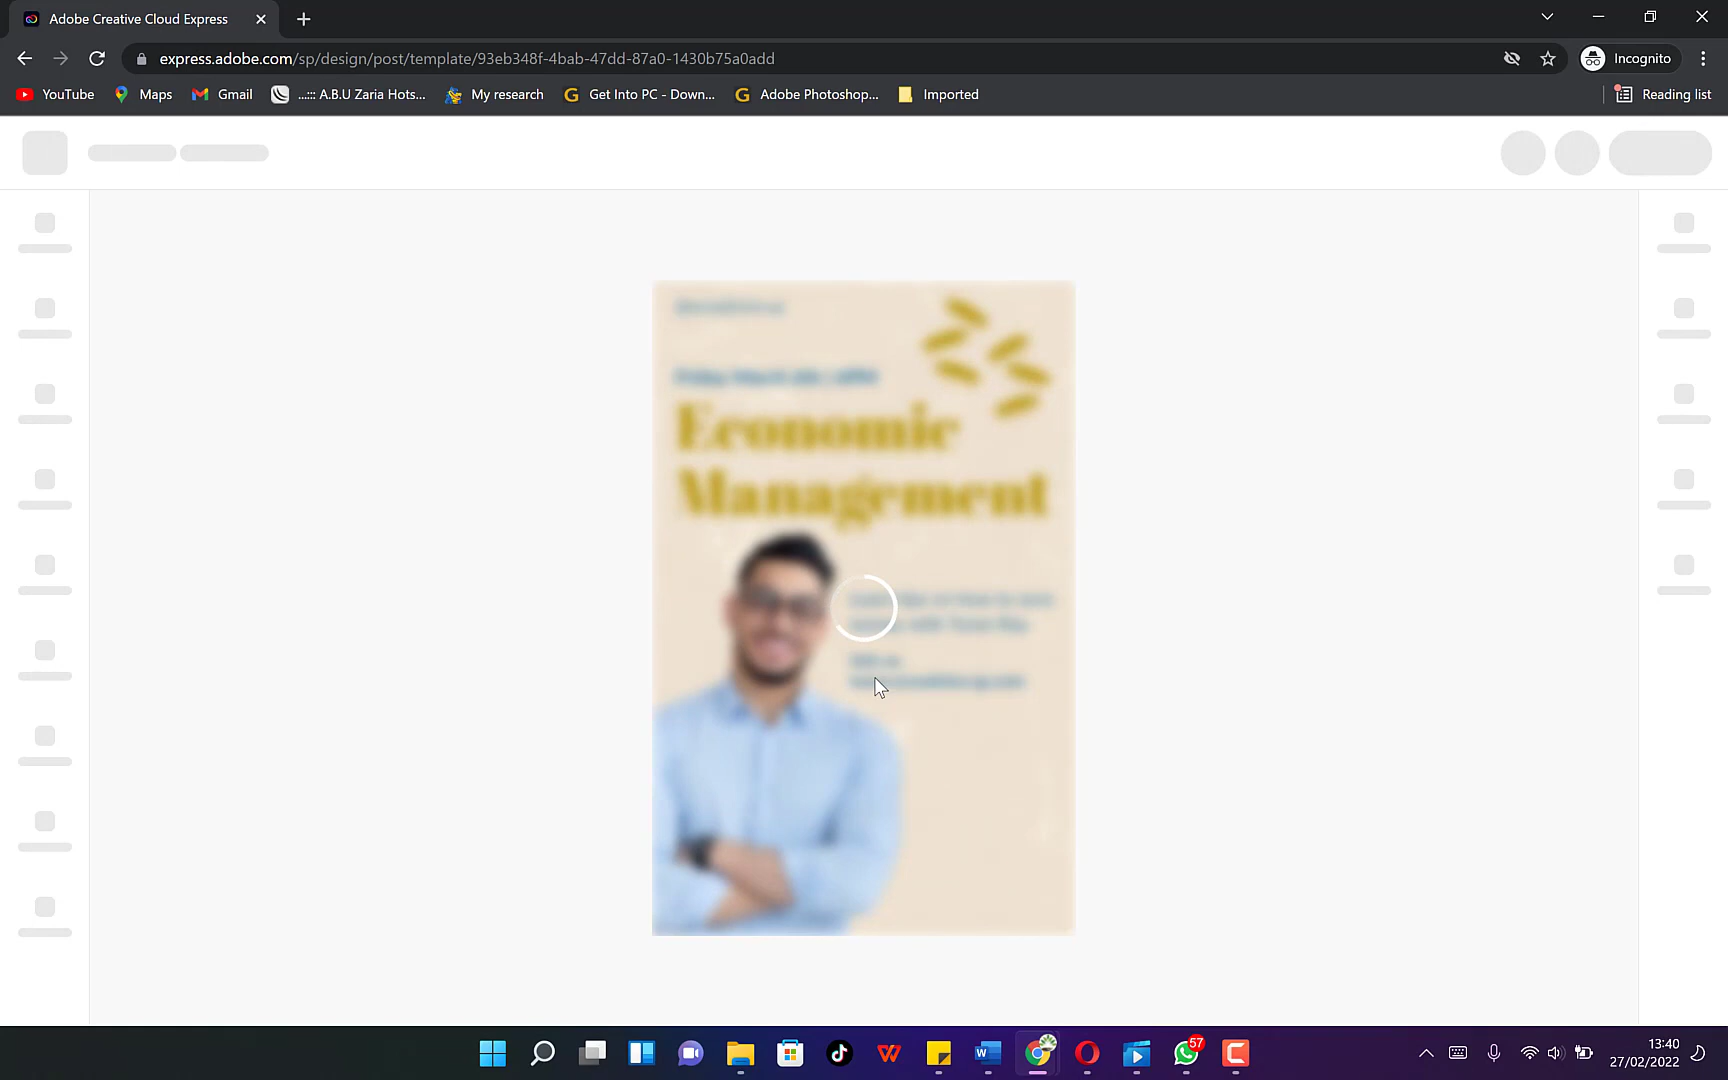 Adobe Creative Cloud Express
express.adobe.com/sp/design/post/template/93eb348f-4bab-47dd-87a0-1430b75a0add
Incognito
YouTube
Maps
Gmail
...::: A.B.U Zaria Hots...
My research
Get Into PC - Down...
Adobe Photoshop...
Imported
Reading list
Economic
Management
57
13:40
27/02/2022